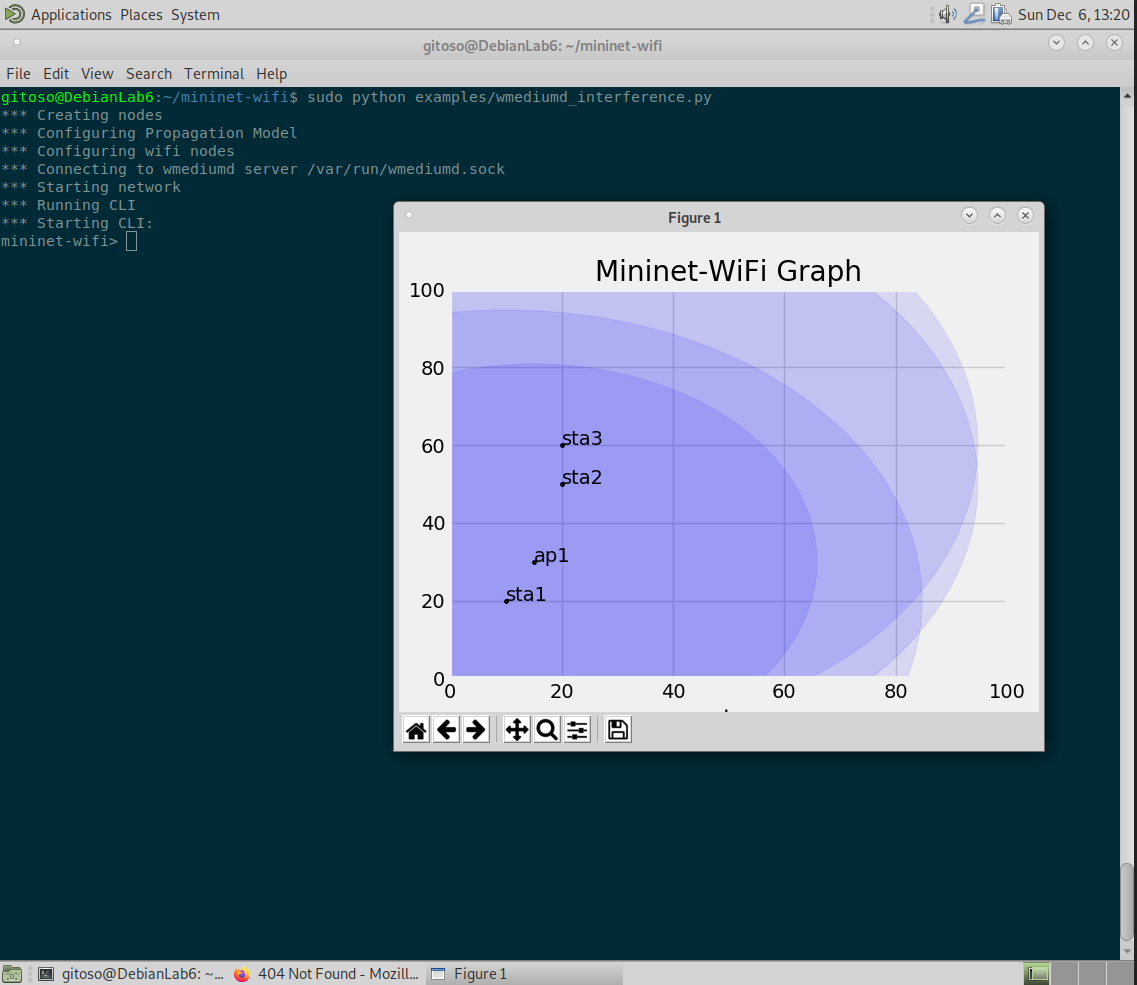 Applications Places System Sun Dec 6, 13:20
gitoso@DebianLab6: ~/mininet-wifi
File Edit View Search Terminal Help
gitoso@DebianLab6:~/mininet-wifi$ sudo python examples/wmediumd_interference.py
*** Creating nodes
*** Configuring Propagation Model
*** Configuring wifi nodes
*** Connecting to wmediumd server /var/run/wmediumd.sock
*** Starting network
*** Running CLI
*** Starting CLI:
mininet-wifi>
Figure 1
Mininet-WiFi Graph
100
80
60
sta3
sta2
40
ap1
20
sta1
0
0 20 40 60 80 100
gitoso@DebianLab6: ~... 404 Not Found - Mozill... Figure 1